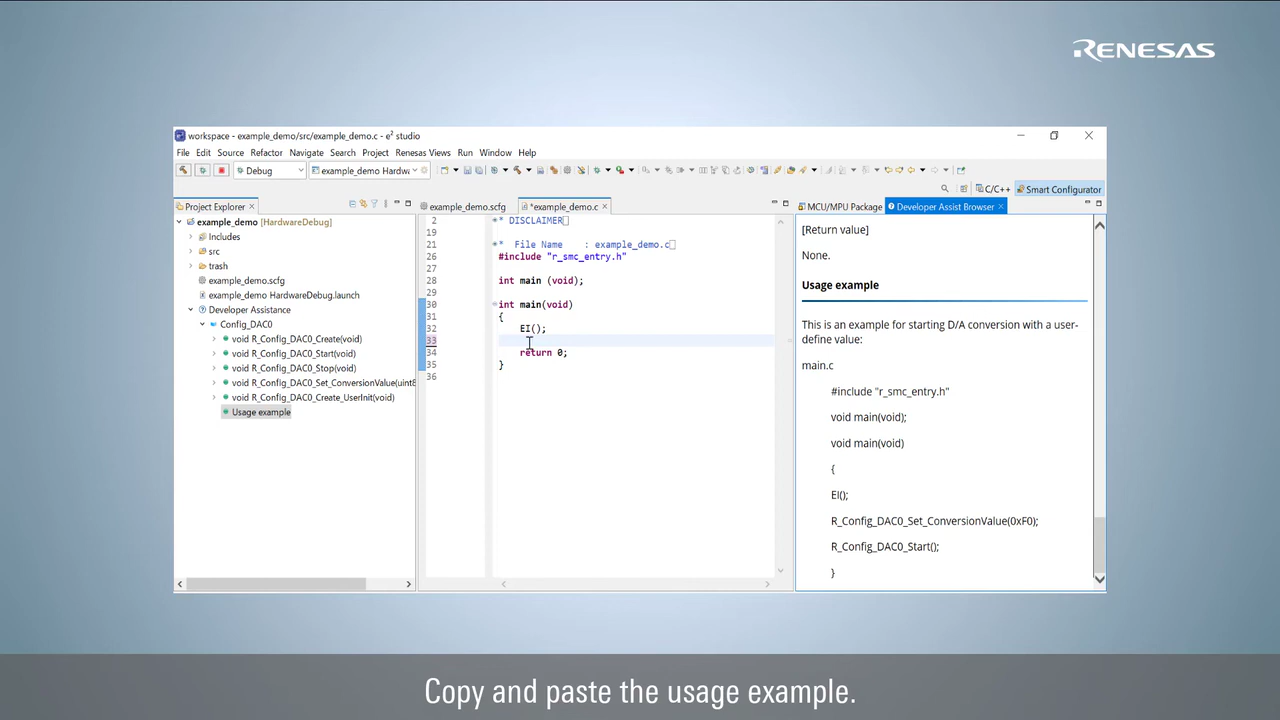 RENESAS
workspace - example_demo/src/example_demo.c - e² studio
File Edit Source Refactor Navigate Search Project Renesas Views Run Window Help
Debug
example_demo Hardwa
C/C++
Smart Configurator
Project Explorer
example_demo [HardwareDebug]
Includes
src
trash
example_demo.scfg
example_demo HardwareDebug.launch
Developer Assistance
Config_DAC0
void R_Config_DAC0_Create(void)
void R_Config_DAC0_Start(void)
void R_Config_DAC0_Stop(void)
void R_Config_DAC0_Set_ConversionValue(uint8
void R_Config_DAC0_Create_UserInit(void)
Usage example
example_demo.scfg
*example_demo.c
2 * DISCLAIMER
19
21 * File Name : example_demo.c
26 #include "r_smc_entry.h"
27
28 int main (void);
29
30 int main(void)
31 {
32 EI();
33
34 return 0;
35 }
36
MCU/MPU Package
Developer Assist Browser
[Return value]
None.
Usage example
This is an example for starting D/A conversion with a user-
define value:
main.c
#include "r_smc_entry.h"
void main(void);
void main(void)
{
EI();
R_Config_DAC0_Set_ConversionValue(0xF0);
R_Config_DAC0_Start();
}
Copy and paste the usage example.